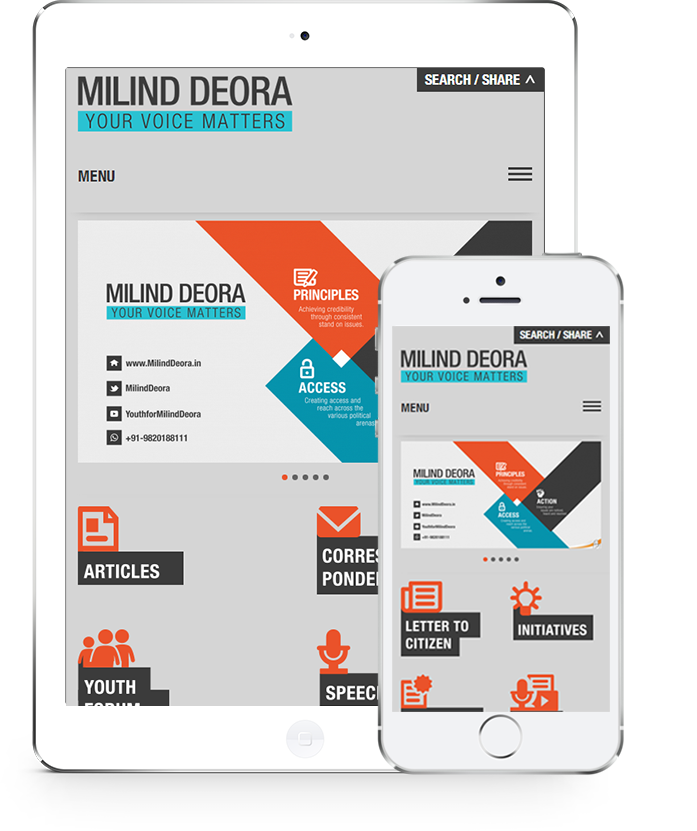 SEARCH / SHARE
MILIND DEORA
YOUR VOICE MATTERS
MENU
MILIND DEORA
YOUR VOICE MATTERS
www.MilindDeora.in
MilindDeora
YouthforMilindDeora
+91-9820188111
PRINCIPLES
Achieving credibility
through consistent
stand on issues.
ACCESS
Creating access and
reach across the
various political
arenas
ARTICLES
CORRES
PONDE
YOUTH
FORUM
SPEEC
SEARCH / SHARE
MILIND DEORA
YOUR VOICE MATTERS
MENU
MILIND DEORA
YOUR VOICE MATTERS
www.MilindDeora.in
MilindDeora
YouthforMilindDeora
+91-9820188111
PRINCIPLES
ACTION
ACCESS
LETTER TO
CITIZEN
INITIATIVES